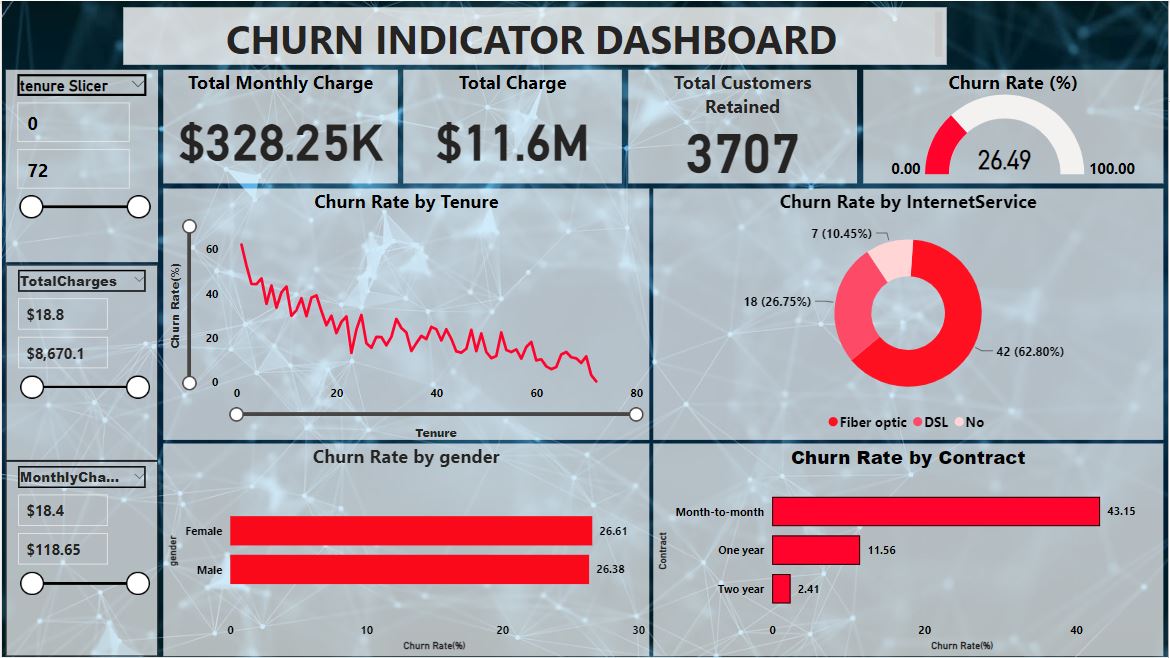 CHURN INDICATOR DASHBOARD
tenure Slicer
0
72
TotalCharges
$18.8
$8,670.1
MonthlyCha...
$18.4
$118.65
Total Monthly Charge
$328.25K
Total Charge
$11.6M
Total Customers
Retained
3707
Churn Rate (%)
0.00
26.49
100.00
Churn Rate by Tenure
Churn Rate(%)
60
40
20
0
0 20 40 60 80
Tenure
Churn Rate by InternetService
7 (10.45%)
18 (26.75%)
42 (62.80%)
Fiber optic DSL No
Churn Rate by gender
gender
Female 26.61
Male 26.38
0 10 20 30
Churn Rate(%)
Churn Rate by Contract
Contract
Month-to-month 43.15
One year 11.56
Two year 2.41
0 20 40
Churn Rate(%)